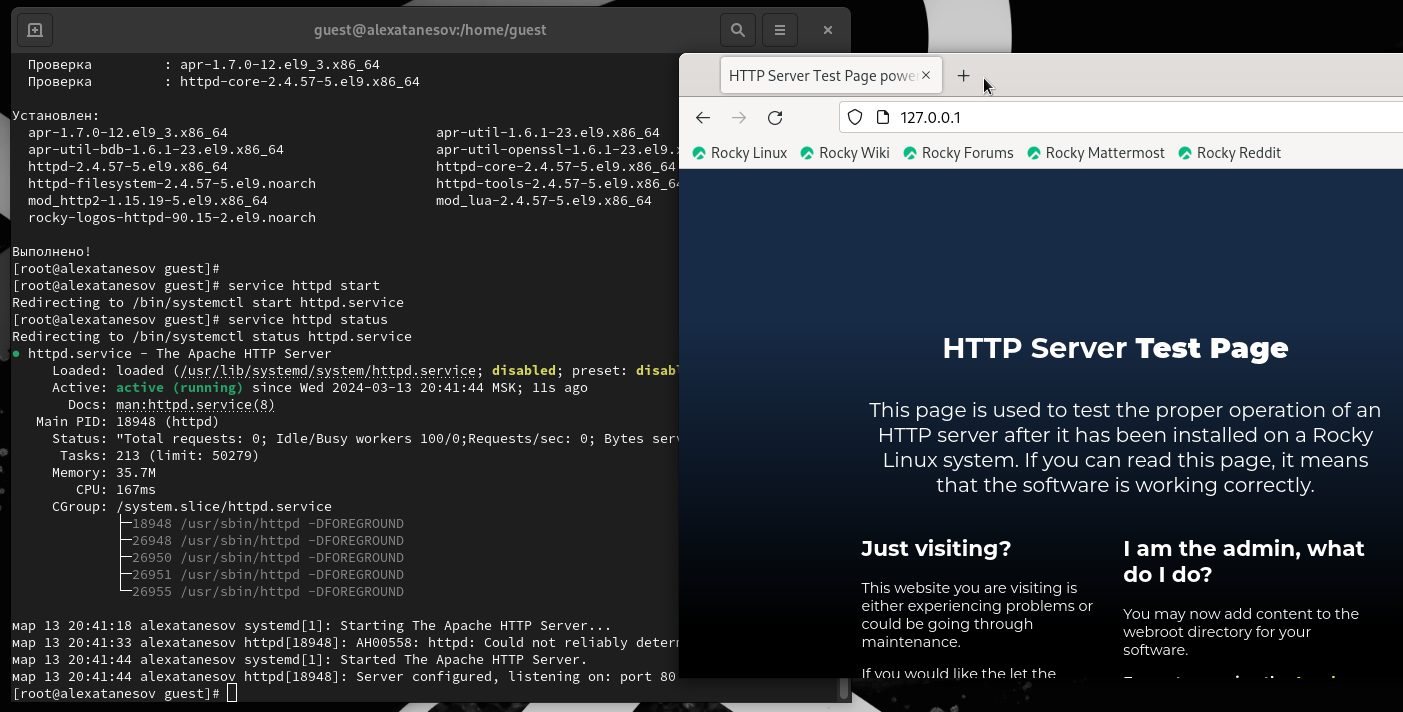 guest@alexatanesov:/home/guest
Проверка : apr-1.7.0-12.el9_3.x86_64
Проверка : httpd-core-2.4.57-5.el9.x86_64
Установлен:
apr-1.7.0-12.el9_3.x86_64 apr-util-1.6.1-23.el9.x86_64
apr-util-bdb-1.6.1-23.el9.x86_64 apr-util-openssl-1.6.1-23.el9.
httpd-2.4.57-5.el9.x86_64 httpd-core-2.4.57-5.el9.x86_64
httpd-filesystem-2.4.57-5.el9.noarch httpd-tools-2.4.57-5.el9.x86_64
mod_http2-1.15.19-5.el9.x86_64 mod_lua-2.4.57-5.el9.x86_64
rocky-logos-httpd-90.15-2.el9.noarch
Выполнено!
[root@alexatanesov guest]#
[root@alexatanesov guest]# service httpd start
Redirecting to /bin/systemctl start httpd.service
[root@alexatanesov guest]# service httpd status
Redirecting to /bin/systemctl status httpd.service
● httpd.service - The Apache HTTP Server
Loaded: loaded (/usr/lib/systemd/system/httpd.service; disabled; preset: disab
Active: active (running) since Wed 2024-03-13 20:41:44 MSK; 11s ago
Docs: man:httpd.service(8)
Main PID: 18948 (httpd)
Status: "Total requests: 0; Idle/Busy workers 100/0;Requests/sec: 0; Bytes serv
Tasks: 213 (limit: 50279)
Memory: 35.7M
CPU: 167ms
CGroup: /system.slice/httpd.service
├─18948 /usr/sbin/httpd -DFOREGROUND
├─26948 /usr/sbin/httpd -DFOREGROUND
├─26950 /usr/sbin/httpd -DFOREGROUND
├─26951 /usr/sbin/httpd -DFOREGROUND
└─26955 /usr/sbin/httpd -DFOREGROUND
мар 13 20:41:18 alexatanesov systemd[1]: Starting The Apache HTTP Server...
мар 13 20:41:33 alexatanesov httpd[18948]: AH00558: httpd: Could not reliably deter
мар 13 20:41:44 alexatanesov systemd[1]: Started The Apache HTTP Server.
мар 13 20:41:44 alexatanesov httpd[18948]: Server configured, listening on: port 80
[root@alexatanesov guest]#
HTTP Server Test Page powe
127.0.0.1
Rocky Linux Rocky Wiki Rocky Forums Rocky Mattermost Rocky Reddit
HTTP Server Test Page
This page is used to test the proper operation of an
HTTP server after it has been installed on a Rocky
Linux system. If you can read this page, it means
that the software is working correctly.
Just visiting?
This website you are visiting is
either experiencing problems or
could be going through
maintenance.
If you would like the let the
I am the admin, what
do I do?
You may now add content to the
webroot directory for your
software.